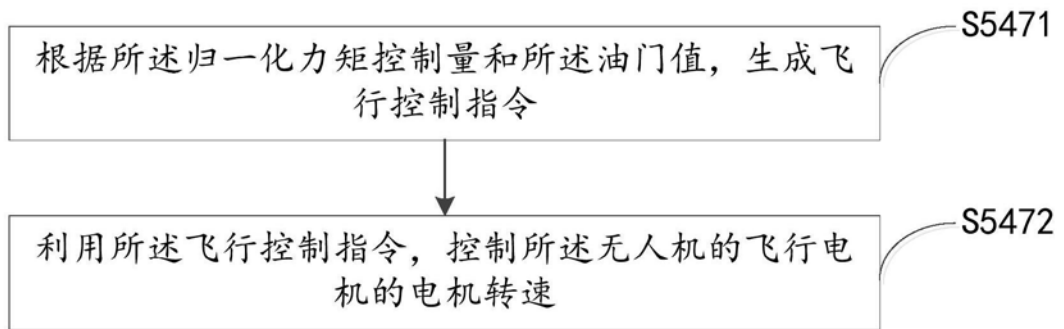 S5471
根据所述归一化力矩控制量和所述油门值，生成飞
行控制指令
S5472
利用所述飞行控制指令，控制所述无人机的飞行电
机的电机转速